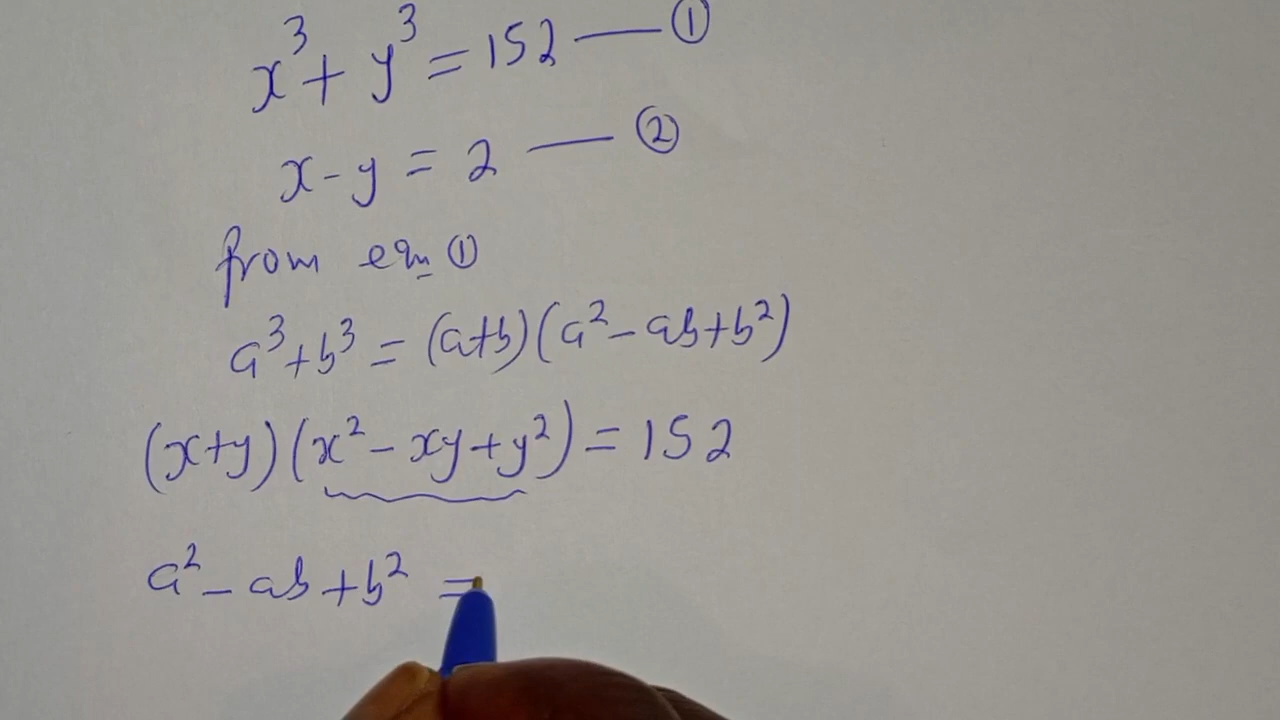 x³ + y³ = 152 — ①
x - y = 2 — ②
from eqn ①
a³ + b³ = (a+b)(a² - ab + b²)
(x+y)(x² - xy + y²) = 152
a² - ab + b² =